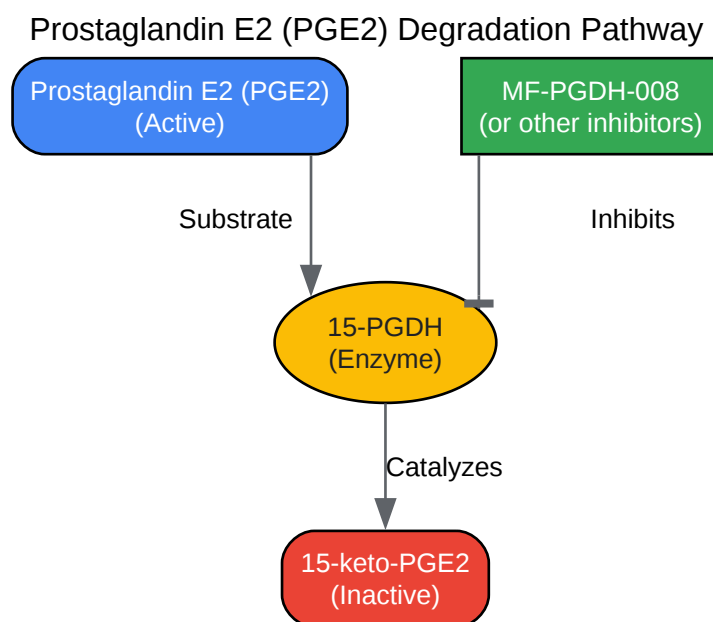 Prostaglandin E2 (PGE2) Degradation Pathway
Prostaglandin E2 (PGE2)
(Active)
MF-PGDH-008
(or other inhibitors)
Substrate
Inhibits
15-PGDH
(Enzyme)
Catalyzes
15-keto-PGE2
(Inactive)